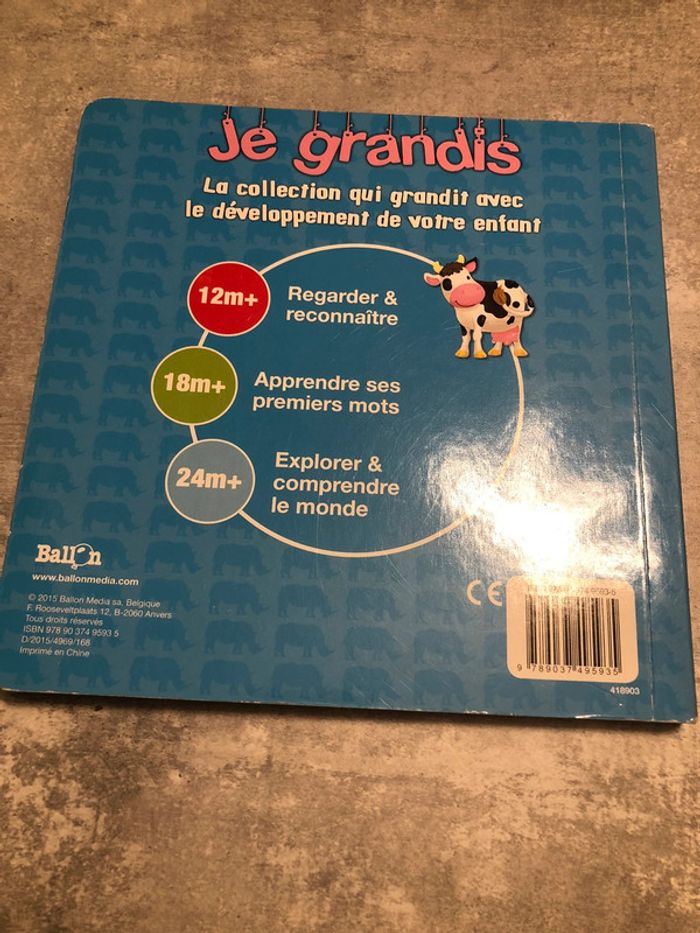 Je grandis
La collection qui grandit avec
le développement de votre enfant
12m+
Regarder &
reconnaître
18m+
Apprendre ses
premiers mots
24m+
Explorer &
comprendre
le monde
Ballon
www.ballonmedia.com
© 2015 Ballon Media sa, Belgique
F. Rooseveltplaats 12, B-2060 Anvers
Tous droits réservés
ISBN 978 90 374 9593 5
D/2015/4969/168
Imprimé en Chine
CE
9 789037 495935
418903